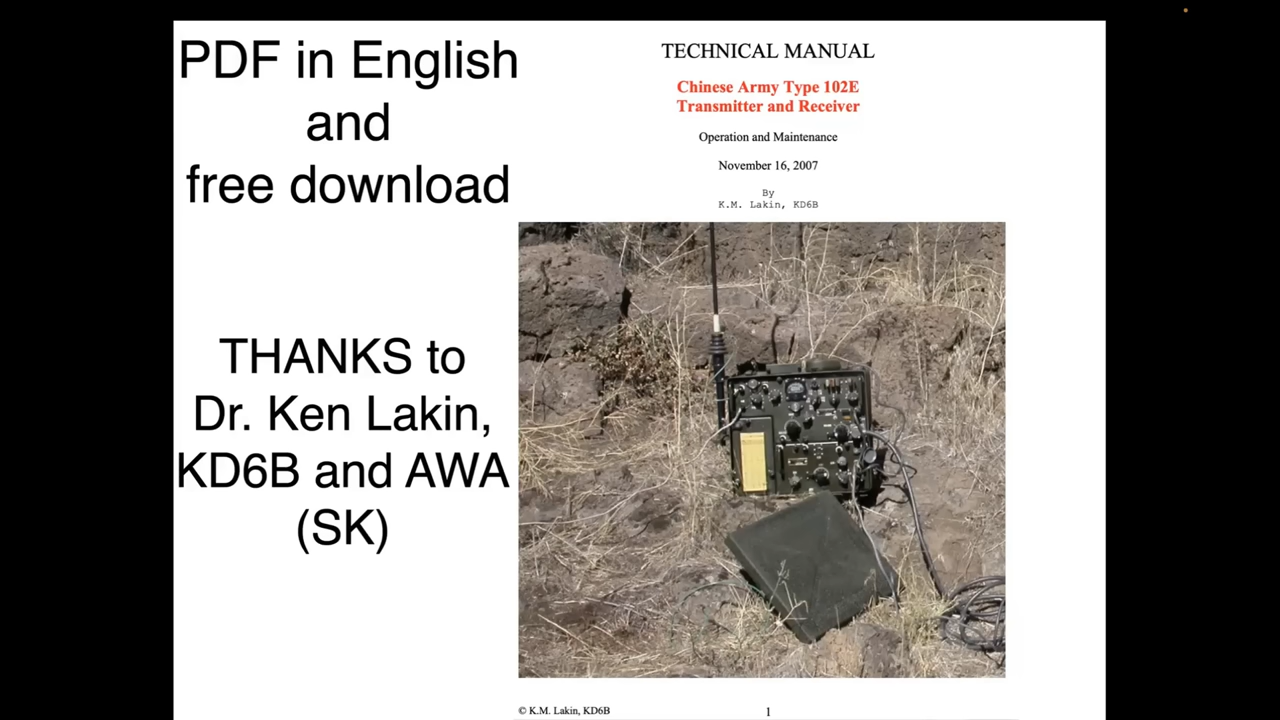 PDF in English
and
free download
THANKS to
Dr. Ken Lakin,
KD6B and AWA
(SK)
TECHNICAL MANUAL
Chinese Army Type 102E
Transmitter and Receiver
Operation and Maintenance
November 16, 2007
By
K.M. Lakin, KD6B
© K.M. Lakin, KD6B
1